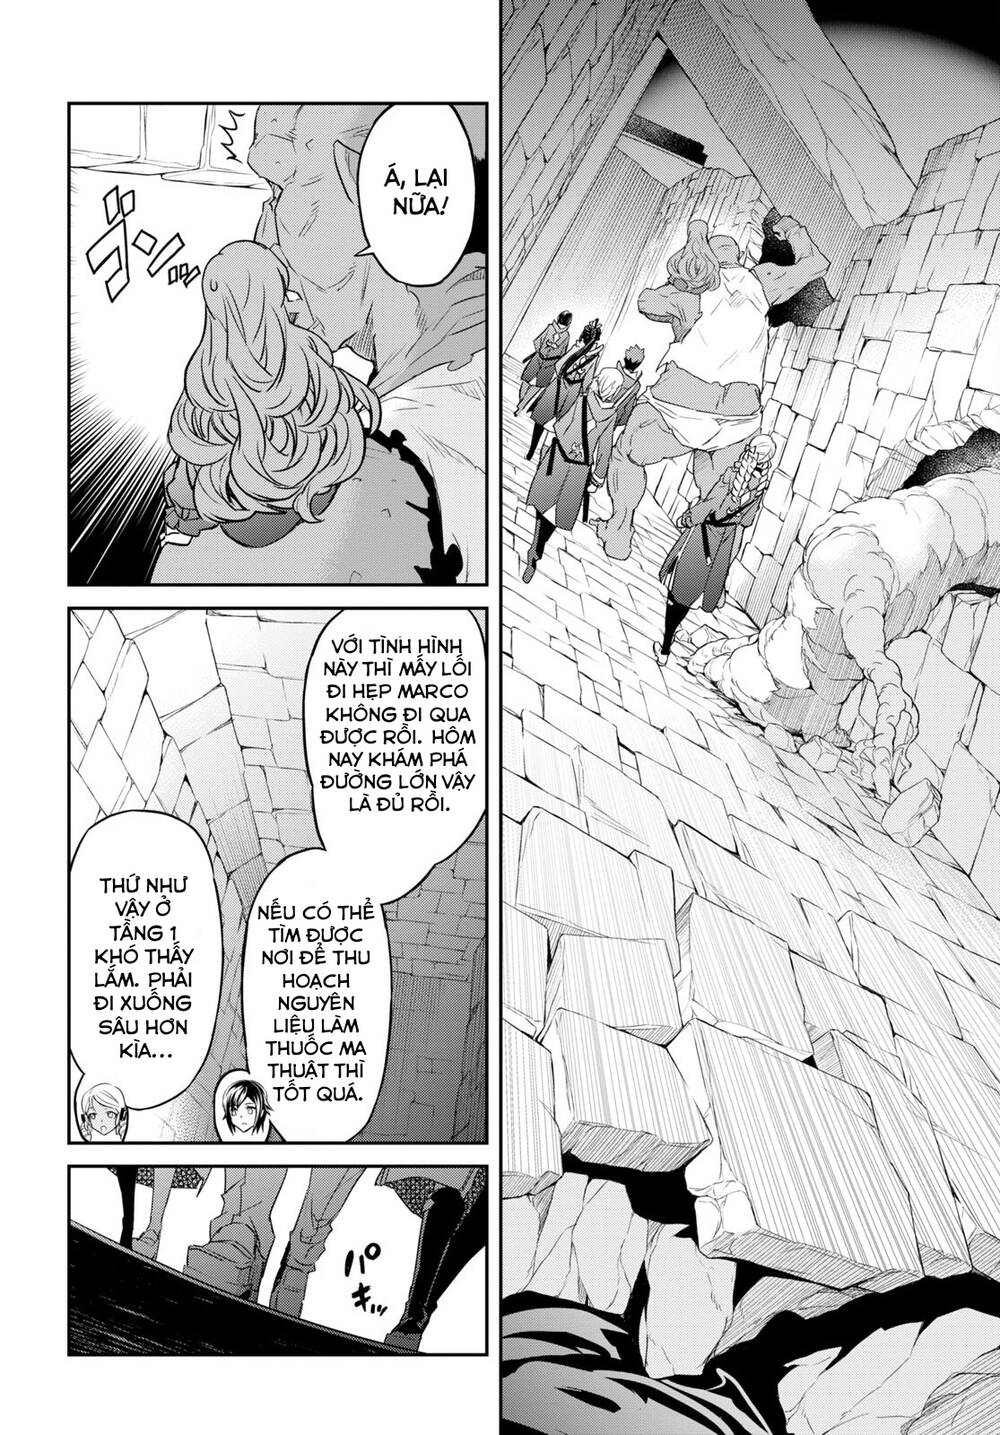 Á, LẠI
NỮA!
ゴンッ
VỚI TÌNH HÌNH
NÀY THÌ MẤY LỐI
ĐI HẸP MARCO
KHÔNG ĐI QUA
ĐƯỢC RỒI. HÔM
NAY KHÁM PHÁ
ĐƯỜNG LỚN VẬY
LÀ ĐỦ RỒI.
NẾU CÓ THỂ
TÌM ĐƯỢC
NƠI ĐỂ THU
HOẠCH
NGUYÊN
LIỆU LÀM
THUỐC MA
THUẬT THÌ
TỐT QUÁ.
THỨ NHƯ
VẬY Ở
TẦNG 1
KHÓ THẤY
LẮM. PHẢI
ĐI XUỐNG
SÂU HƠN
KÌA...
パキッ